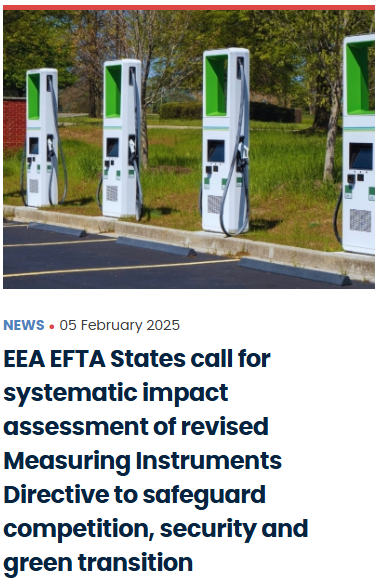 NEWS • 05 February 2025
EEA EFTA States call for
systematic impact
assessment of revised
Measuring Instruments
Directive to safeguard
competition, security and
green transition